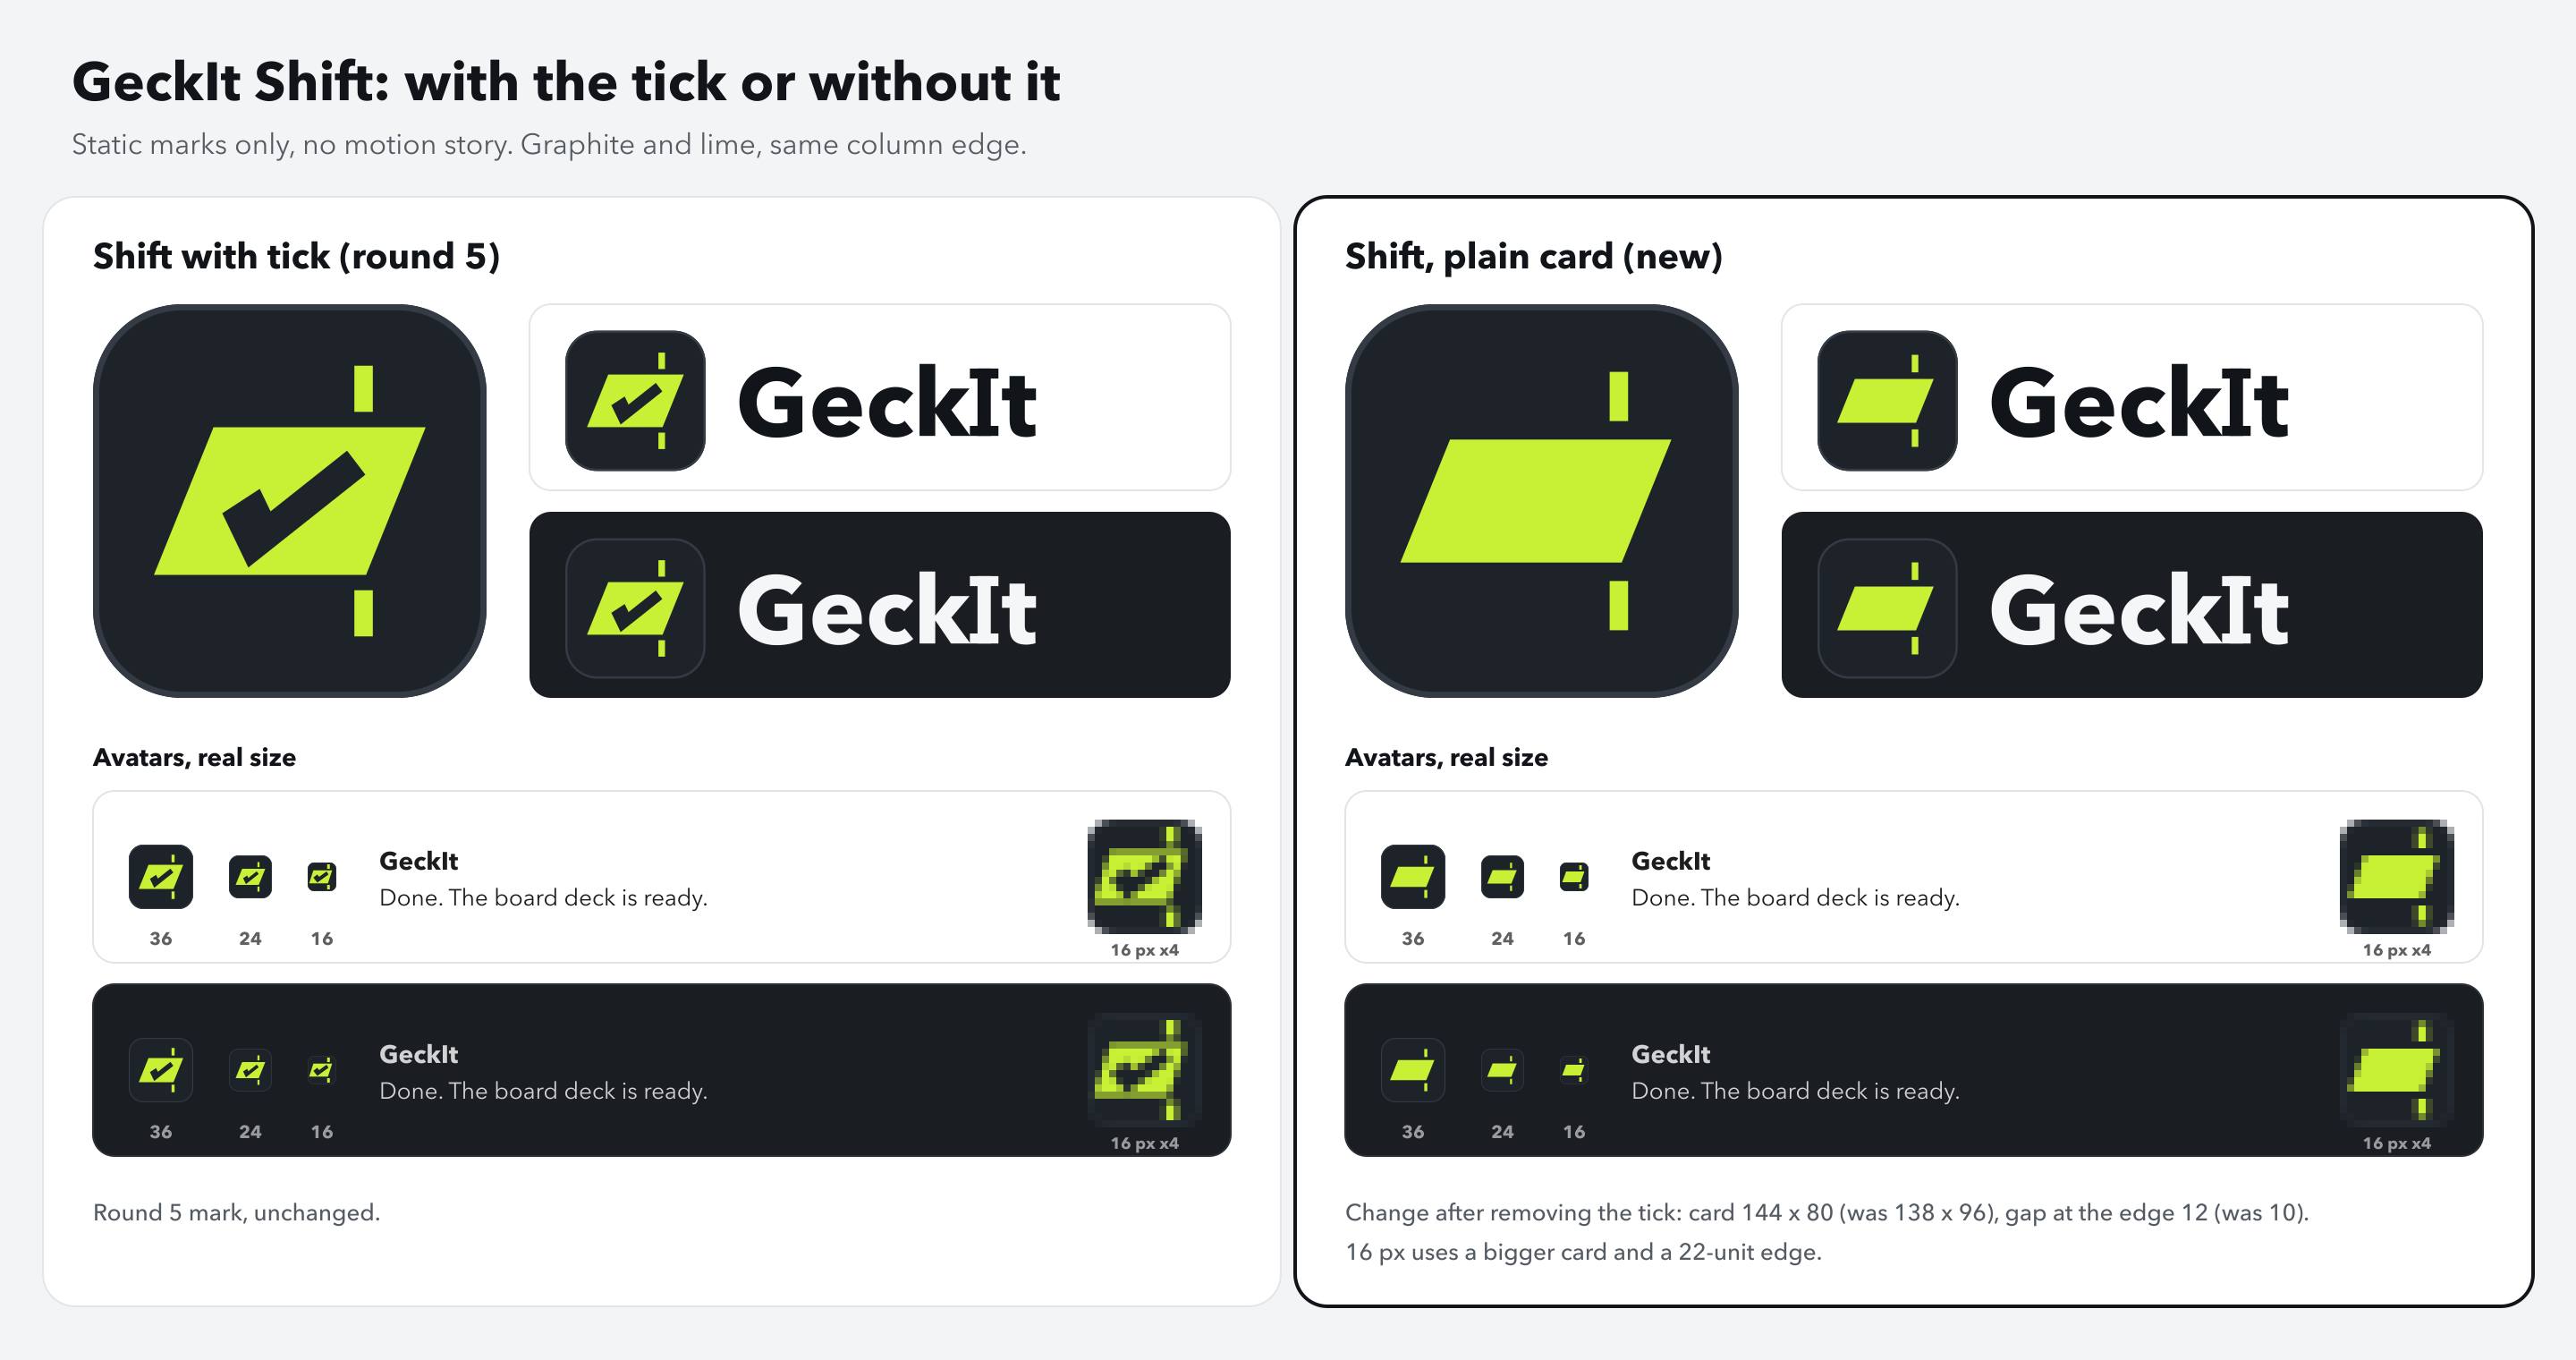 GeckIt Shift: with the tick or without it
Static marks only, no motion story. Graphite and lime, same column edge.
Shift with tick (round 5)
GeckIt
GeckIt
Avatars, real size
GeckIt
Done. The board deck is ready.
36
24
16
16 px x4
GeckIt
Done. The board deck is ready.
36
24
16
16 px x4
Round 5 mark, unchanged.
Shift, plain card (new)
GeckIt
GeckIt
Avatars, real size
GeckIt
Done. The board deck is ready.
36
24
16
16 px x4
GeckIt
Done. The board deck is ready.
36
24
16
16 px x4
Change after removing the tick: card 144 x 80 (was 138 x 96), gap at the edge 12 (was 10).
16 px uses a bigger card and a 22-unit edge.